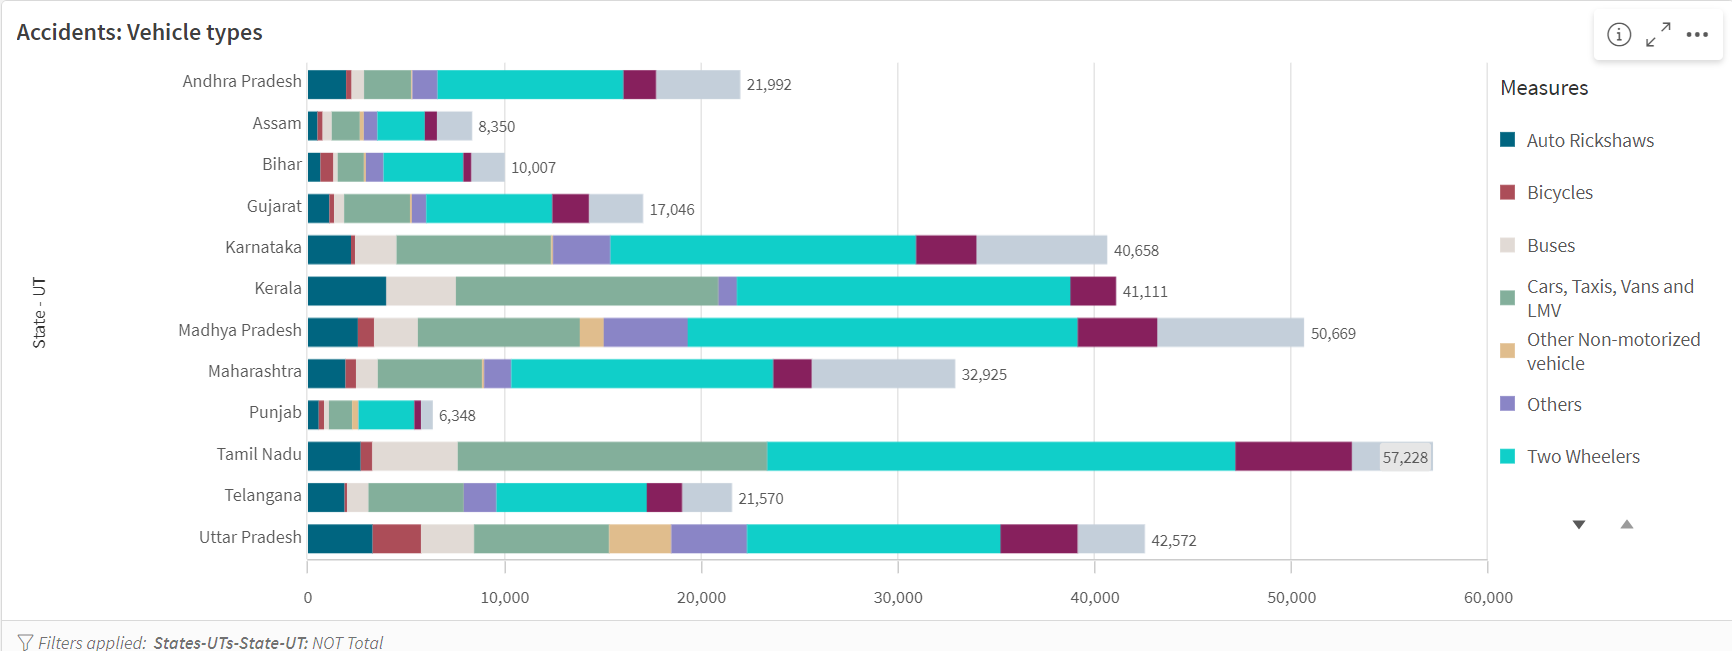 Accidents: Vehicle types
State - UT
Andhra Pradesh 21,992
Assam 8,350
Bihar 10,007
Gujarat 17,046
Karnataka 40,658
Kerala 41,111
Madhya Pradesh 50,669
Maharashtra 32,925
Punjab 6,348
Tamil Nadu 57,228
Telangana 21,570
Uttar Pradesh 42,572
0 10,000 20,000 30,000 40,000 50,000 60,000
Measures
Auto Rickshaws
Bicycles
Buses
Cars, Taxis, Vans and
LMV
Other Non-motorized
vehicle
Others
Two Wheelers
Filters applied: States-UTs-State-UT: NOT Total